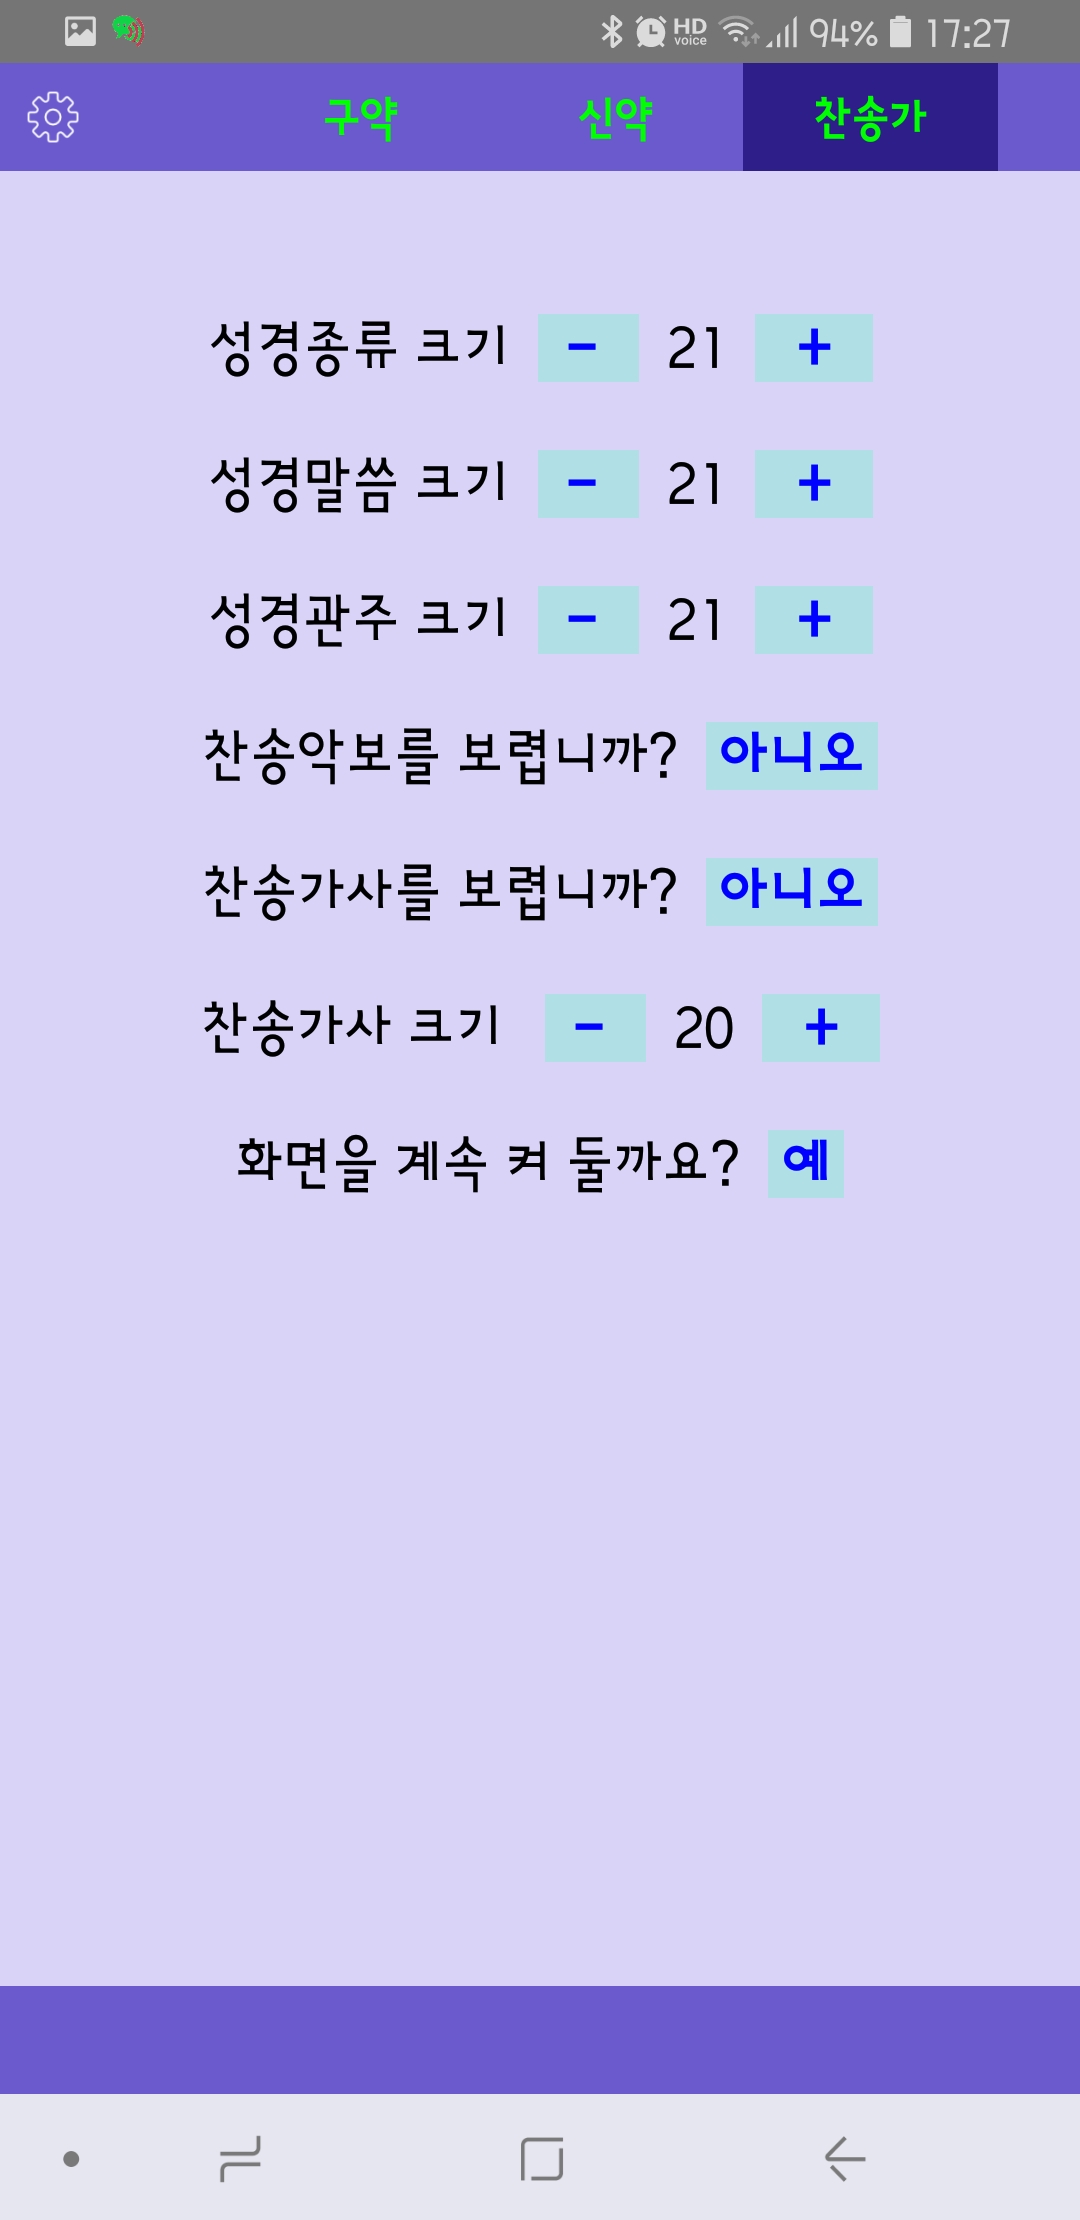 HD voice 94% 17:27
구약 신약 찬송가
성경종류 크기 - 21 +
성경말씀 크기 - 21 +
성경관주 크기 - 21 +
찬송악보를 보렵니까? 아니오
찬송가사를 보렵니까? 아니오
찬송가사 크기 - 20 +
화면을 계속 켜 둘까요? 예